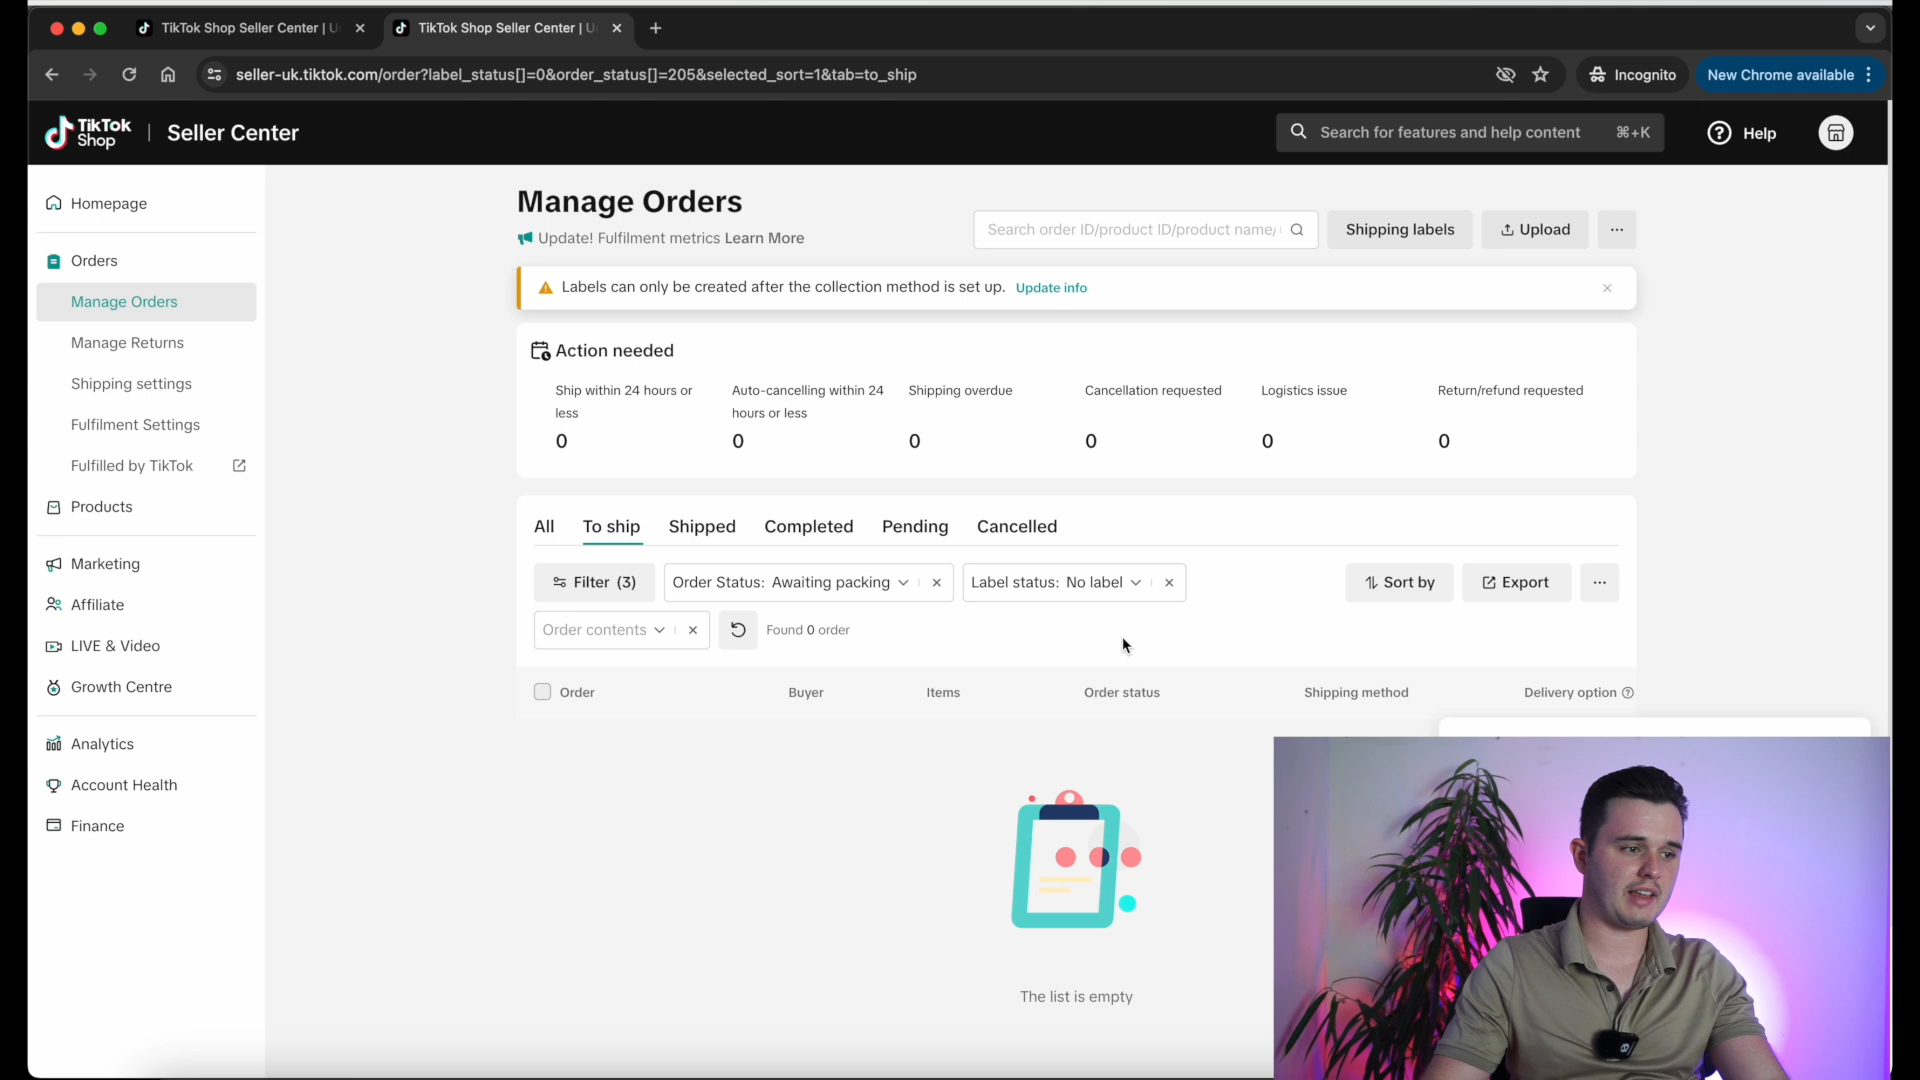 TikTok Shop Seller Center | U
TikTok Shop Seller Center | U
seller-uk.tiktok.com/order?label_status[]=0&order_status[]=205&selected_sort=1&tab=to_ship
Incognito
New Chrome available
TikTok Shop | Seller Center
Search for features and help content ⌘+K
Help
Homepage
Orders
Manage Orders
Manage Returns
Shipping settings
Fulfilment Settings
Fulfilled by TikTok
Products
Marketing
Affiliate
LIVE & Video
Growth Centre
Analytics
Account Health
Finance
Manage Orders
Update! Fulfilment metrics Learn More
Search order ID/product ID/product name/
Shipping labels
Upload
Labels can only be created after the collection method is set up. Update info
Action needed
Ship within 24 hours or less
0
Auto-cancelling within 24 hours or less
0
Shipping overdue
0
Cancellation requested
0
Logistics issue
0
Return/refund requested
0
All To ship Shipped Completed Pending Cancelled
Filter (3)
Order Status: Awaiting packing
Label status: No label
Sort by
Export
Order contents
Found 0 order
Order Buyer Items Order status Shipping method Delivery option
The list is empty